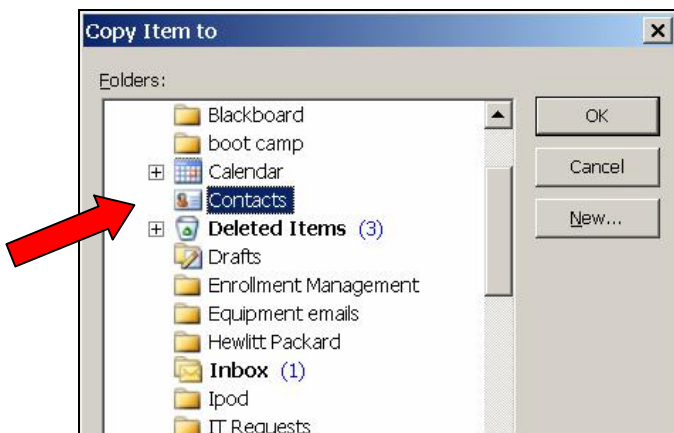 Copy Item to
Folders:
Blackboard
boot camp
Calendar
Contacts
Deleted Items (3)
Drafts
Enrollment Management
Equipment emails
Hewlitt Packard
Inbox (1)
Ipod
IT Requests
OK
Cancel
New...